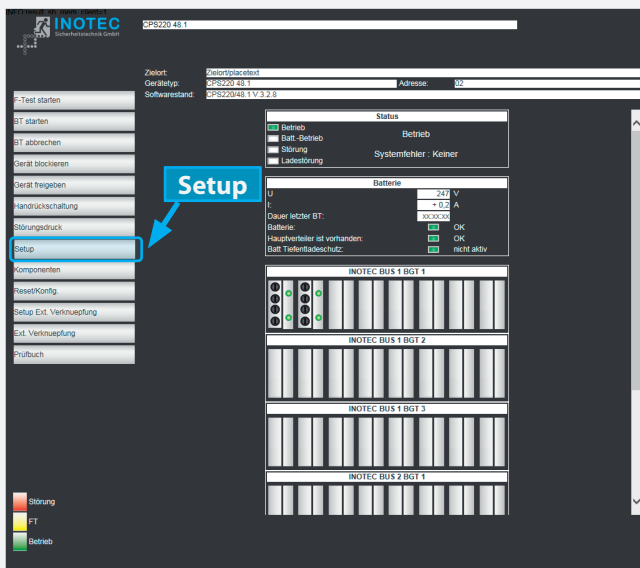 INOTEC
Sicherheitstechnik GmbH
CPS220 48.1
Zielort: Zielort/placetext
Gerätetyp: CPS220 48.1 Adresse: 02
Softwarestand: CPS220/48.1 V.3.2.8
F-Test starten
BT starten
BT abbrechen
Gerät blockieren
Gerät freigeben
Handrückschaltung
Störungsdruck
Setup
Komponenten
Reset/Konfig.
Setup Ext. Verknuepfung
Ext. Verknuepfung
Prüfbuch
Setup
Status
Betrieb
Batt.-Betrieb
Störung
Ladestörung
Betrieb
Systemfehler : Keiner
Batterie
U 247 V
I: + 0,2 A
Dauer letzter BT: xx:xx:xx
Batterie: OK
Hauptverteiler ist vorhanden: OK
Batt Tiefentladeschutz: nicht aktiv
INOTEC BUS 1 BGT 1
INOTEC BUS 1 BGT 2
INOTEC BUS 1 BGT 3
INOTEC BUS 2 BGT 1
Störung
FT
Betrieb